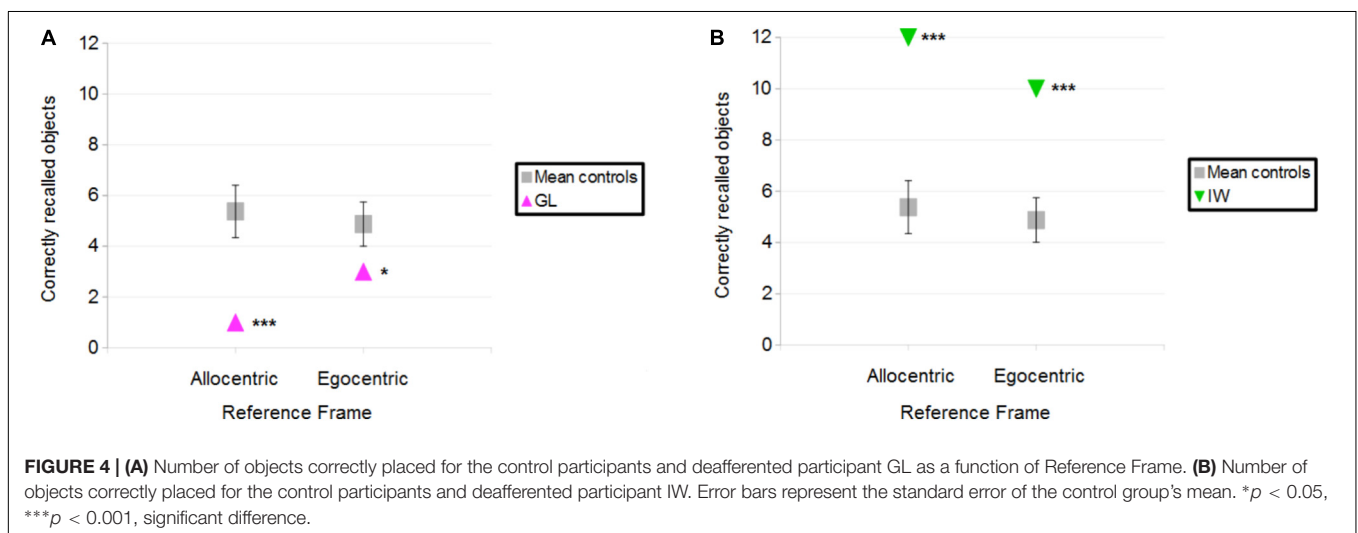 A
12
10
8
6
4
2
0
Correctly recalled objects
***
*
Allocentric Egocentric
Reference Frame
Mean controls
GL
B
12
10
8
6
4
2
0
Correctly recalled objects
***
***
Allocentric Egocentric
Reference Frame
Mean controls
IW
FIGURE 4 | (A) Number of objects correctly placed for the control participants and deafferented participant GL as a function of Reference Frame. (B) Number of
objects correctly placed for the control participants and deafferented participant IW. Error bars represent the standard error of the control group’s mean. *p < 0.05,
***p < 0.001, significant difference.